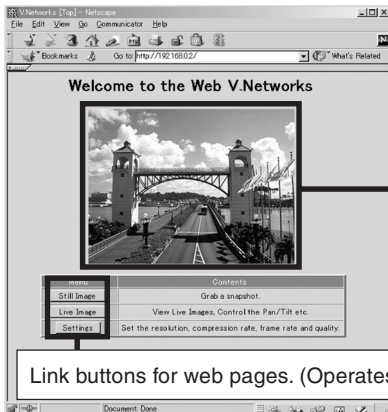 V.Networks [Top] - Netscape
File Edit View Go Communicator Help
Bookmarks Go to: http://192.168.0.2/ What's Related
Welcome to the Web V.Networks
Menu Contents
Still Image Grab a snapshot.
Live Image View Live Images, Control the Pan/Tilt etc.
Settings Set the resolution, compression rate, frame rate and quality.
Link buttons for web pages. (Operates
Document: Done